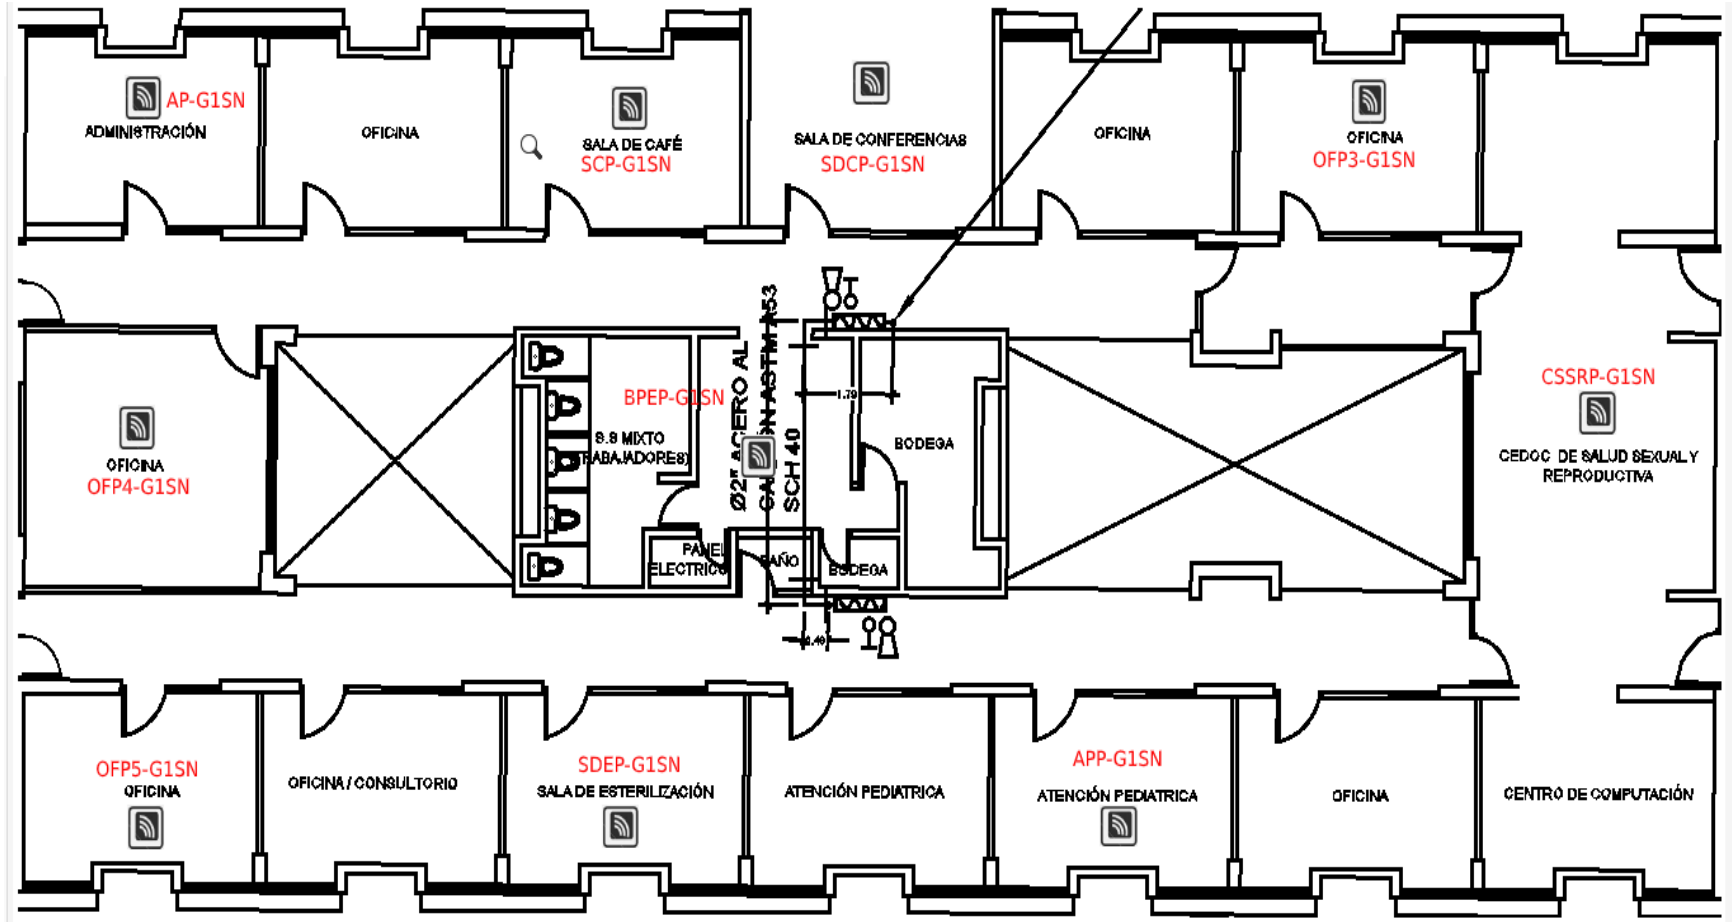 AP-G1SN
ADMINISTRACIÓN
OFICINA
SALA DE CAFÉ
SCP-G1SN
SALA DE CONFERENCIAS
SDCP-G1SN
OFICINA
OFICINA
OFP3-G1SN
OFICINA
OFP4-G1SN
BPEP-G1SN
S.S MIXTO
TRABAJADORES)
Ø2" ACERO AL
ASTM A53
SCH 40
1.79
BODEGA
CSSRP-G1SN
CEDOC DE SALUD SEXUAL Y
REPRODUCTIVA
PANEL
ELECTRICO
BAÑO
BODEGA
OFP5-G1SN
OFICINA
OFICINA / CONSULTORIO
SDEP-G1SN
SALA DE ESTERILIZACIÓN
ATENCIÓN PEDIATRICA
APP-G1SN
ATENCIÓN PEDIATRICA
OFICINA
CENTRO DE COMPUTACIÓN